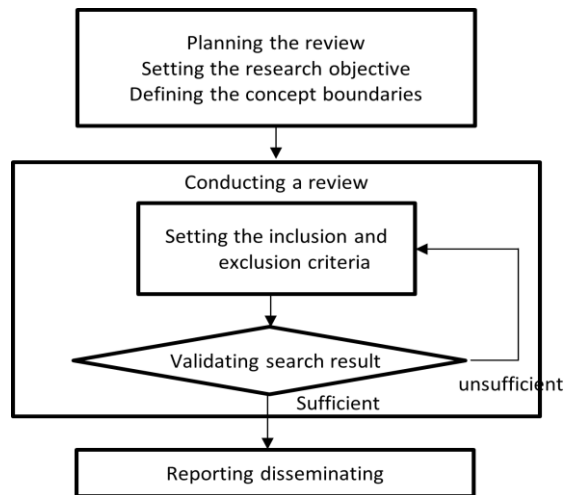 Planning the review
Setting the research objective
Defining the concept boundaries
Conducting a review
Setting the inclusion and
exclusion criteria
Validating search result
unsufficient
Sufficient
Reporting disseminating